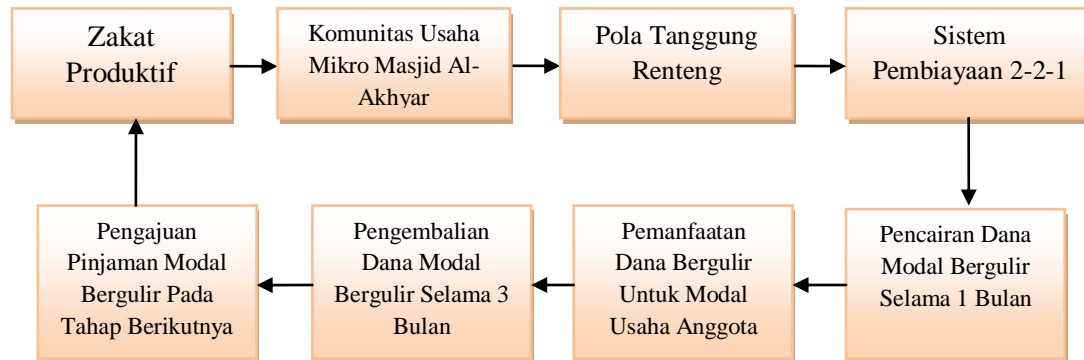 Zakat
Produktif
Komunitas Usaha
Mikro Masjid Al-
Akhyar
Pola Tanggung
Renteng
Sistem
Pembiayaan 2-2-1
Pencairan Dana
Modal Bergulir
Selama 1 Bulan
Pemanfaatan
Dana Bergulir
Untuk Modal
Usaha Anggota
Pengembalian
Dana Modal
Bergulir Selama 3
Bulan
Pengajuan
Pinjaman Modal
Bergulir Pada
Tahap Berikutnya